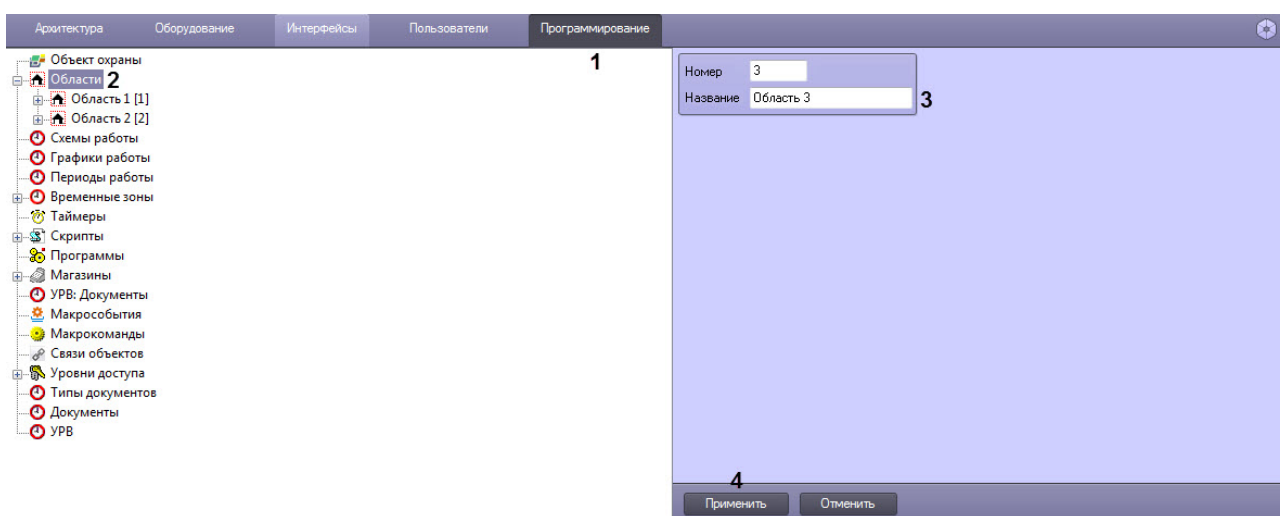 Архитектура Оборудование Интерфейсы Пользователи Программирование
1
Объект охраны
Области 2
Область 1 [1]
Область 2 [2]
Схемы работы
Графики работы
Периоды работы
Временные зоны
Таймеры
Скрипты
Программы
Магазины
УРВ: Документы
Макрособытия
Макрокоманды
Связи объектов
Уровни доступа
Типы документов
Документы
УРВ
Номер 3
Название Область 3 3
4
Применить Отменить